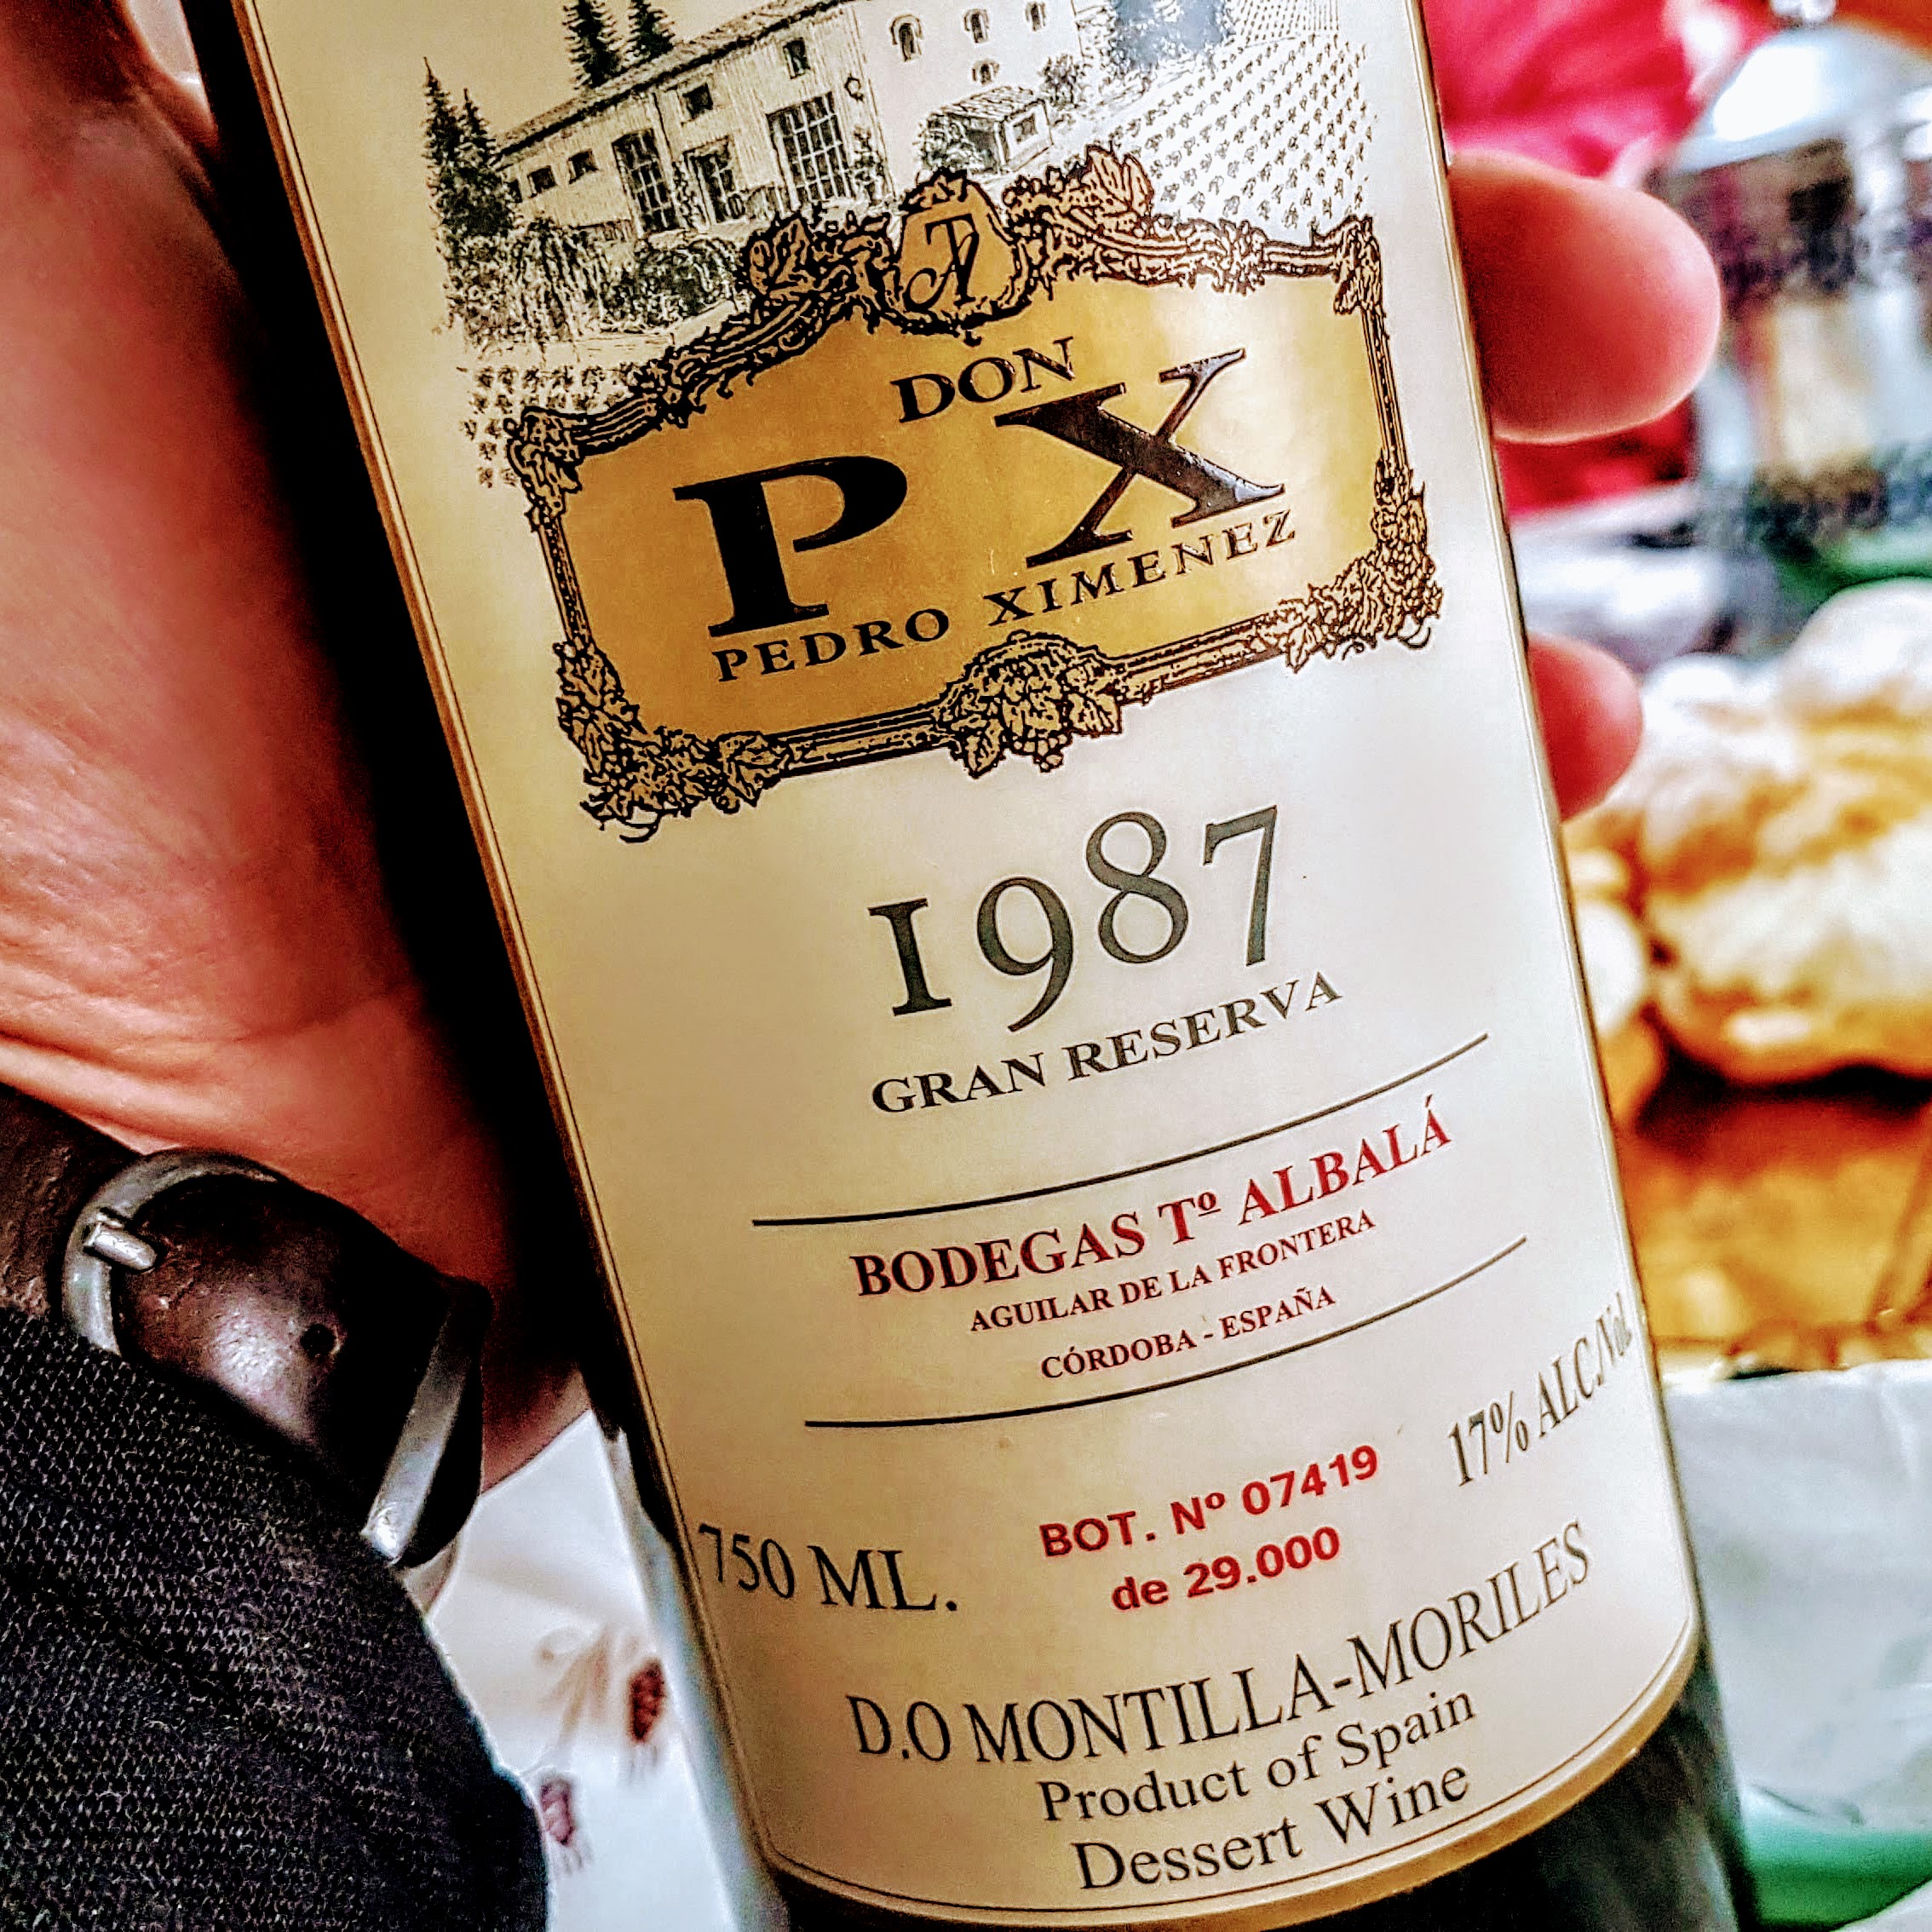 DON
P X
PEDRO XIMENEZ
1987
GRAN RESERVA
BODEGAS Tº ALBALÁ
AGUILAR DE LA FRONTERA
CÓRDOBA - ESPAÑA
750 ML.
BOT. Nº 07419
de 29.000
17% ALC./Vol.
D.O MONTILLA-MORILES
Product of Spain
Dessert Wine